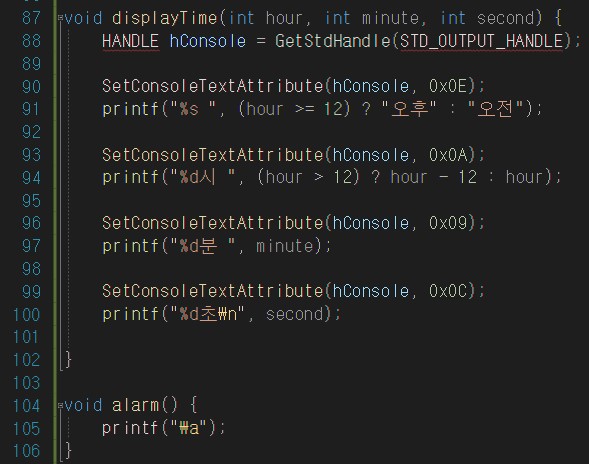 87 void displayTime(int hour, int minute, int second) {
88 HANDLE hConsole = GetStdHandle(STD_OUTPUT_HANDLE);
89
90 SetConsoleTextAttribute(hConsole, 0x0E);
91 printf("%s ", (hour >= 12) ? "오후" : "오전");
92
93 SetConsoleTextAttribute(hConsole, 0x0A);
94 printf("%d시 ", (hour > 12) ? hour - 12 : hour);
95
96 SetConsoleTextAttribute(hConsole, 0x09);
97 printf("%d분 ", minute);
98
99 SetConsoleTextAttribute(hConsole, 0x0C);
100 printf("%d초₩n", second);
101
102 }
103
104 void alarm() {
105 printf("₩a");
106 }